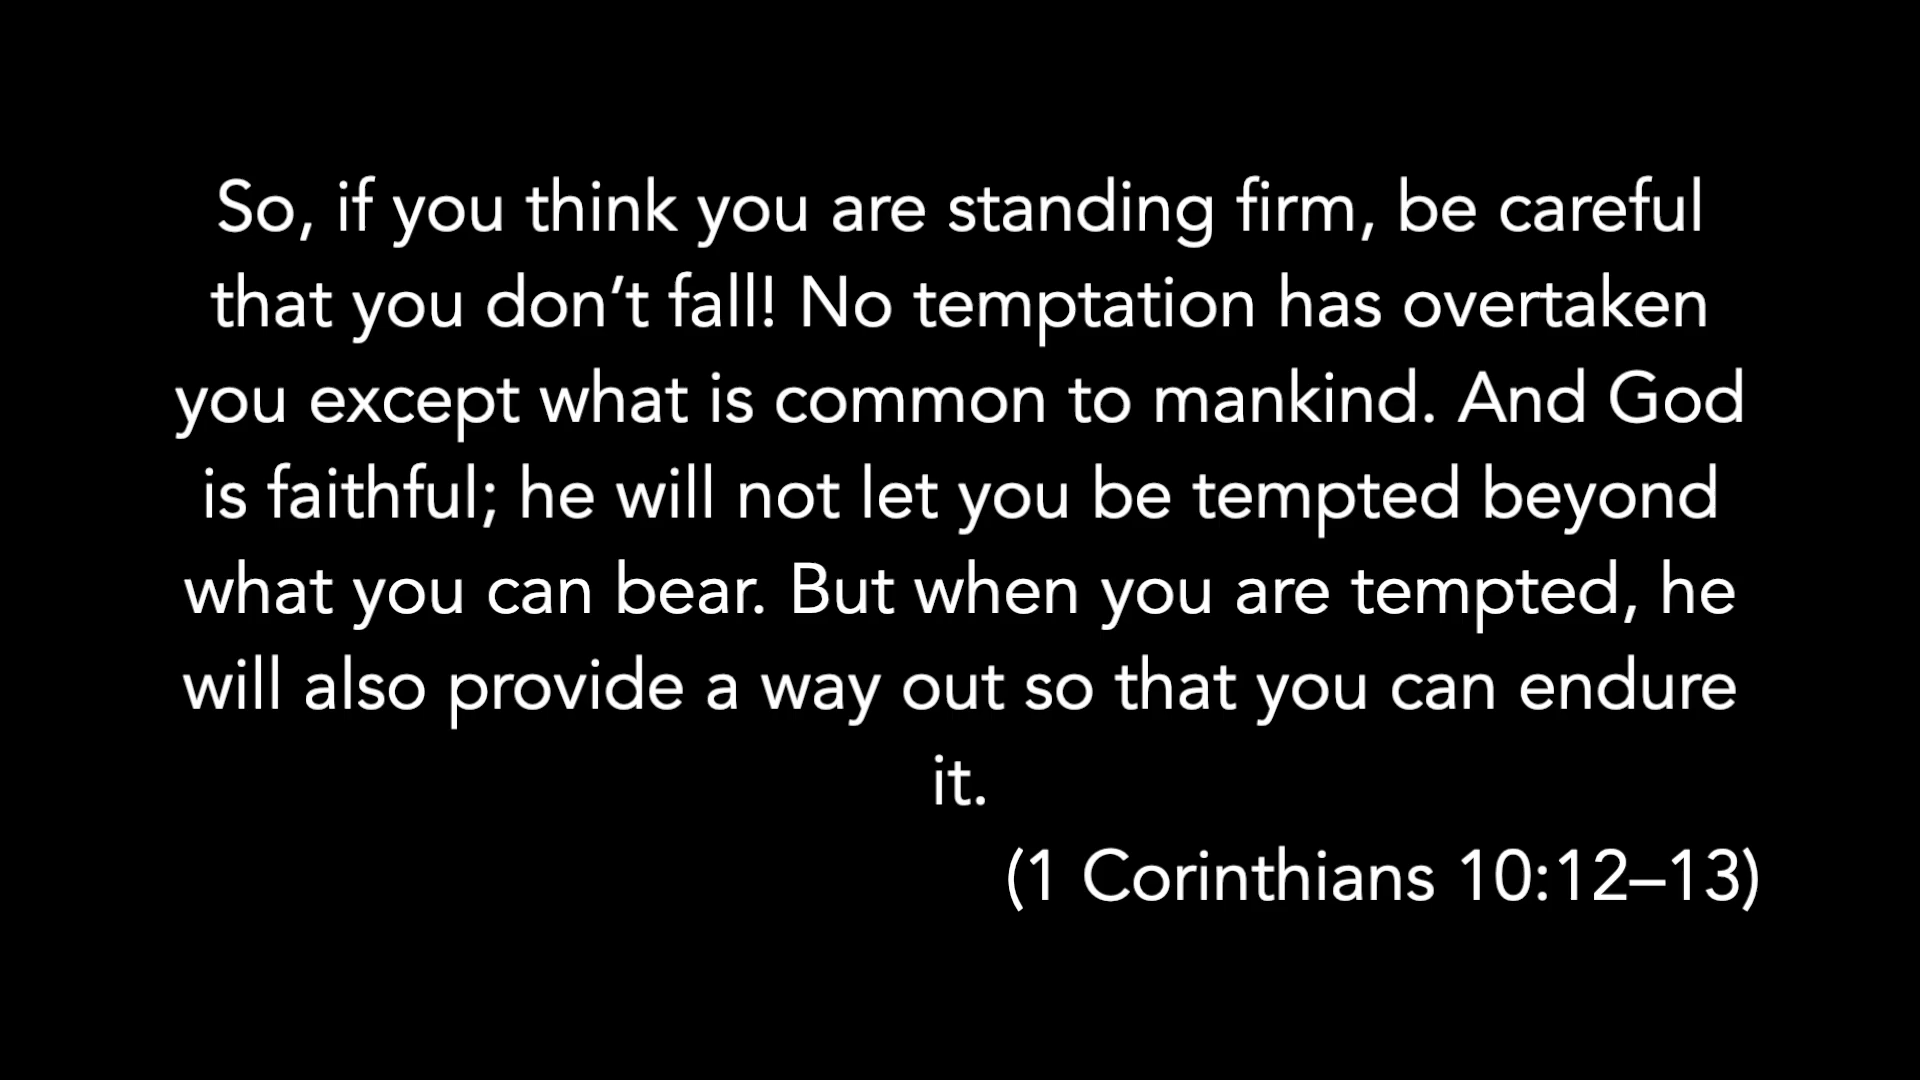 So, if you think you are standing firm, be careful
that you don’t fall! No temptation has overtaken
you except what is common to mankind. And God
is faithful; he will not let you be tempted beyond
what you can bear. But when you are tempted, he
will also provide a way out so that you can endure
it.
(1 Corinthians 10:12–13)